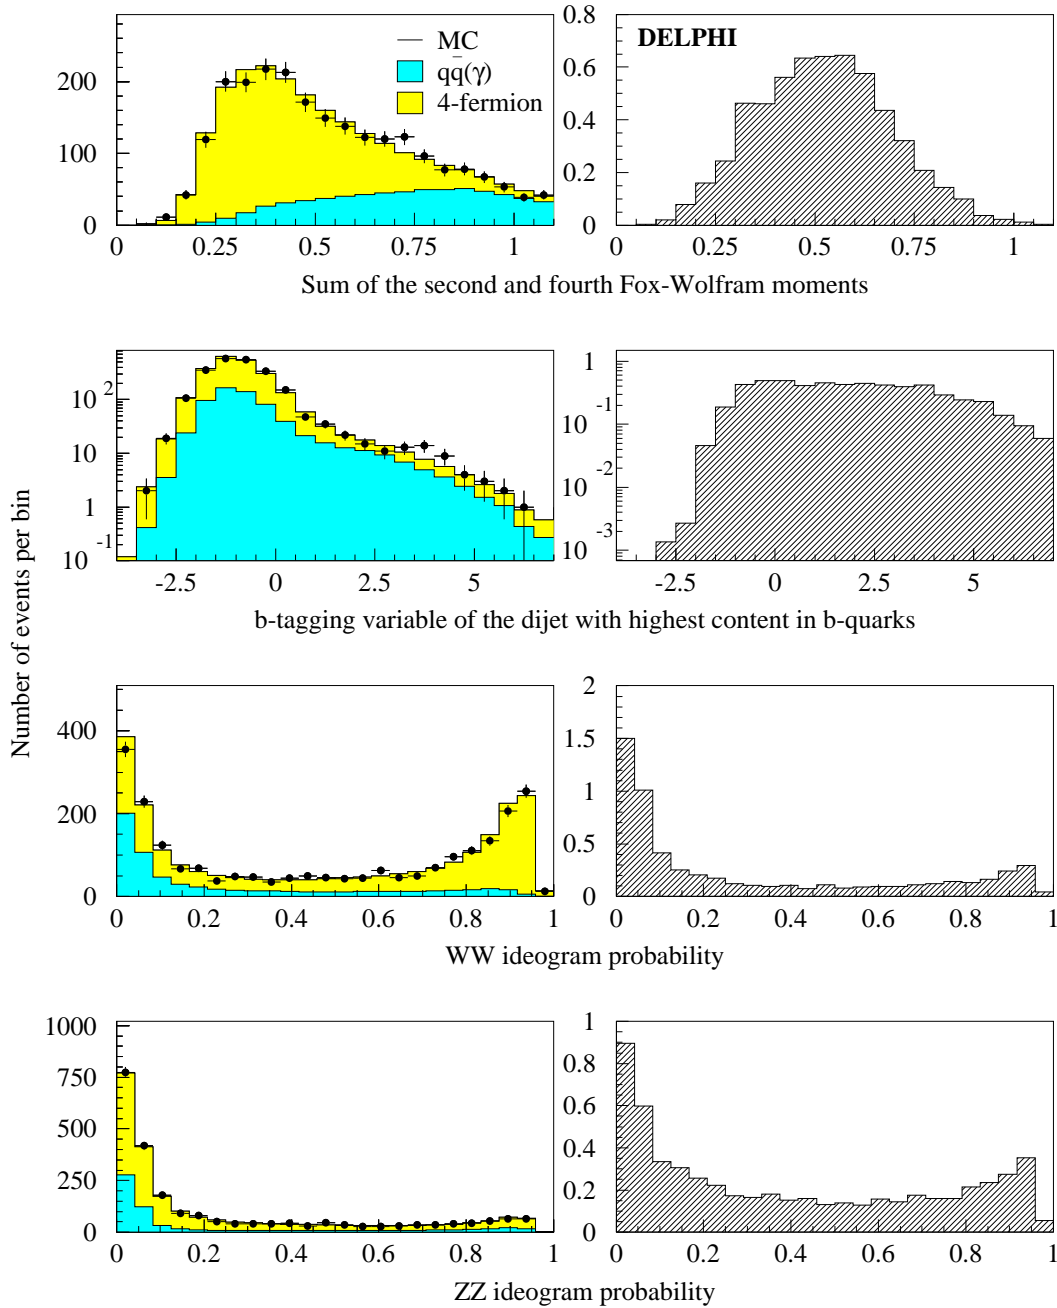 0.8
DELPHI
MC
qq̄(γ)
4-fermion
200
100
0
0.6
0.4
0.2
0
0 0.25 0.5 0.75 1
0 0.25 0.5 0.75 1
Sum of the second and fourth Fox-Wolfram moments
10 2
10
1
10 -1
1
10 -1
10 -2
10 -3
-2.5 0 2.5 5
-2.5 0 2.5 5
b-tagging variable of the dijet with highest content in b-quarks
Number of events per bin
400
200
0
2
1.5
1
0.5
0
0 0.2 0.4 0.6 0.8 1
0 0.2 0.4 0.6 0.8 1
WW ideogram probability
1000
750
500
250
0
1
0.8
0.6
0.4
0.2
0
0 0.2 0.4 0.6 0.8 1
0 0.2 0.4 0.6 0.8 1
ZZ ideogram probability